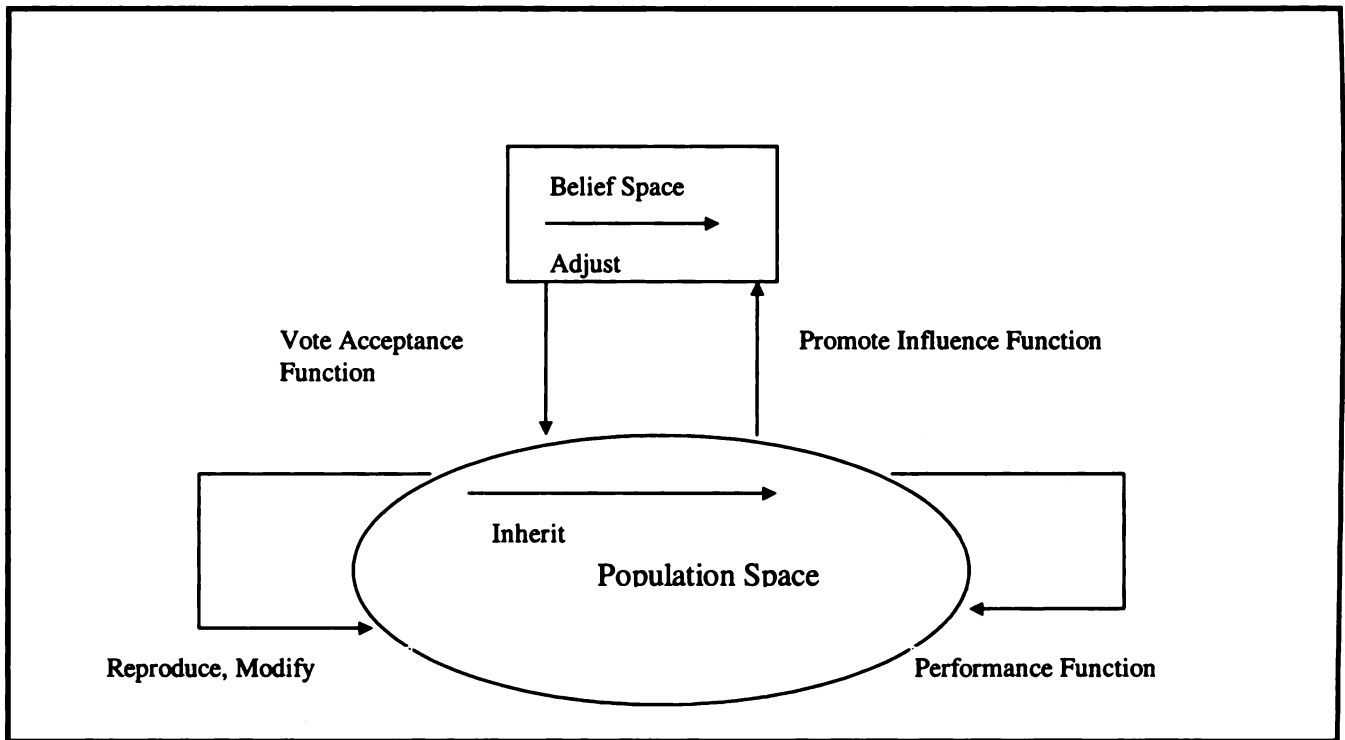 Belief Space
Adjust
Vote Acceptance
Function
Promote Influence Function
Inherit
Population Space
Reproduce, Modify
Performance Function